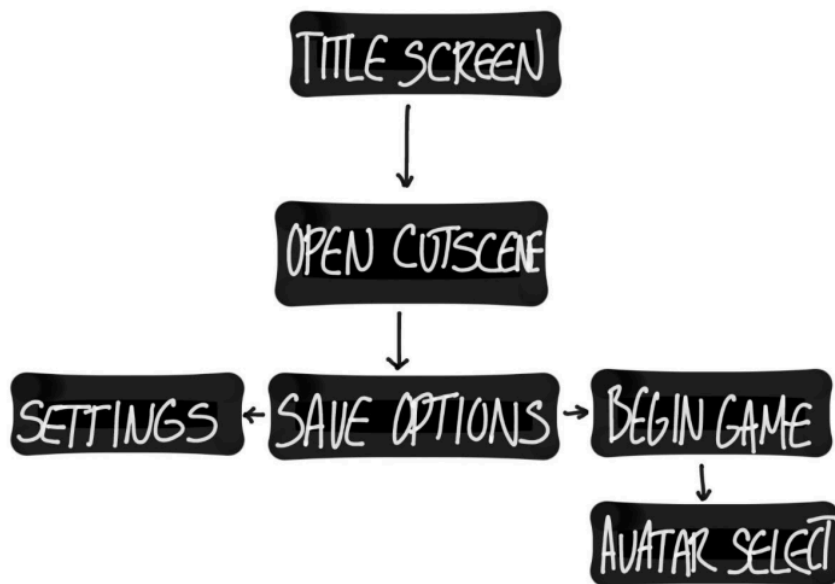 TITLE SCREEN
OPEN CUTSCENE
SETTINGS
SAVE OPTIONS
BEGIN GAME
AVATAR SELECT